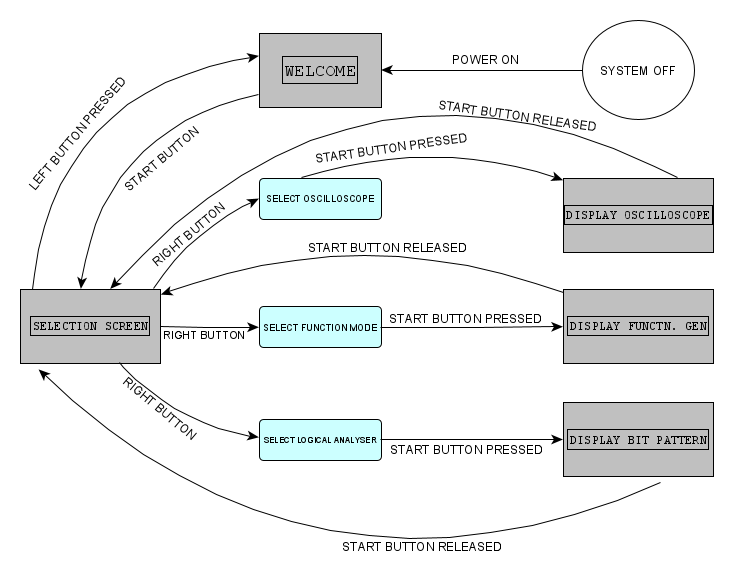 POWER ON
SYSTEM OFF
WELCOME
LEFT BUTTON PRESSED
START BUTTON
START BUTTON RELEASED
START BUTTON PRESSED
SELECT OSCILLOSCOPE
DISPLAY OSCILLOSCOPE
RIGHT BUTTON
START BUTTON RELEASED
SELECTION SCREEN
RIGHT BUTTON
SELECT FUNCTION MODE
START BUTTON PRESSED
DISPLAY FUNCTN. GEN
RIGHT BUTTON
SELECT LOGICAL ANALYSER
START BUTTON PRESSED
DISPLAY BIT PATTERN
START BUTTON RELEASED